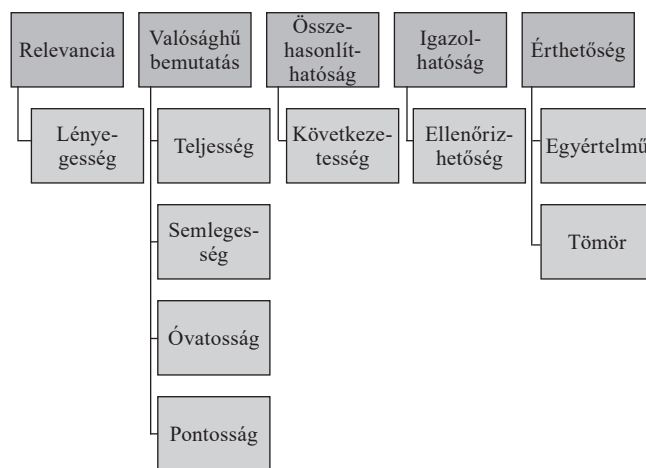 Relevancia
Lénye-
gesség
Valósághű
bemutatás
Teljesség
Semleges-
ség
Óvatosság
Pontosság
Össze-
hasonlít-
hatóság
Következe-
tesség
Igazol-
hatóság
Ellenőriz-
hetőség
Érthetőség
Egyértelmű
Tömör